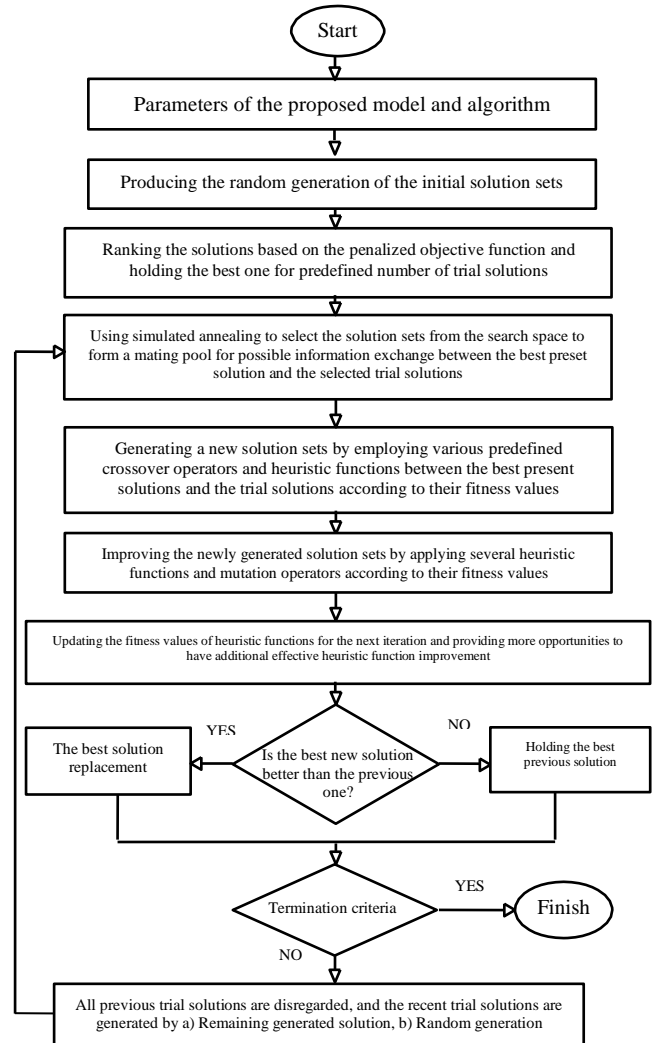 Start
Parameters of the proposed model and algorithm
Producing the random generation of the initial solution sets
Ranking the solutions based on the penalized objective function and
holding the best one for predefined number of trial solutions
Using simulated annealing to select the solution sets from the search space to
form a mating pool for possible information exchange between the best preset
solution and the selected trial solutions
Generating a new solution sets by employing various predefined
crossover operators and heuristic functions between the best present
solutions and the trial solutions according to their fitness values
Improving the newly generated solution sets by applying several heuristic
functions and mutation operators according to their fitness values
Updating the fitness values of heuristic functions for the next iteration and providing more opportunities to
have additional effective heuristic function improvement
YES
NO
The best solution
replacement
Is the best new solution
better than the previous
one?
Holding the best
previous solution
Termination criteria
YES
Finish
NO
All previous trial solutions are disregarded, and the recent trial solutions are
generated by a) Remaining generated solution, b) Random generation